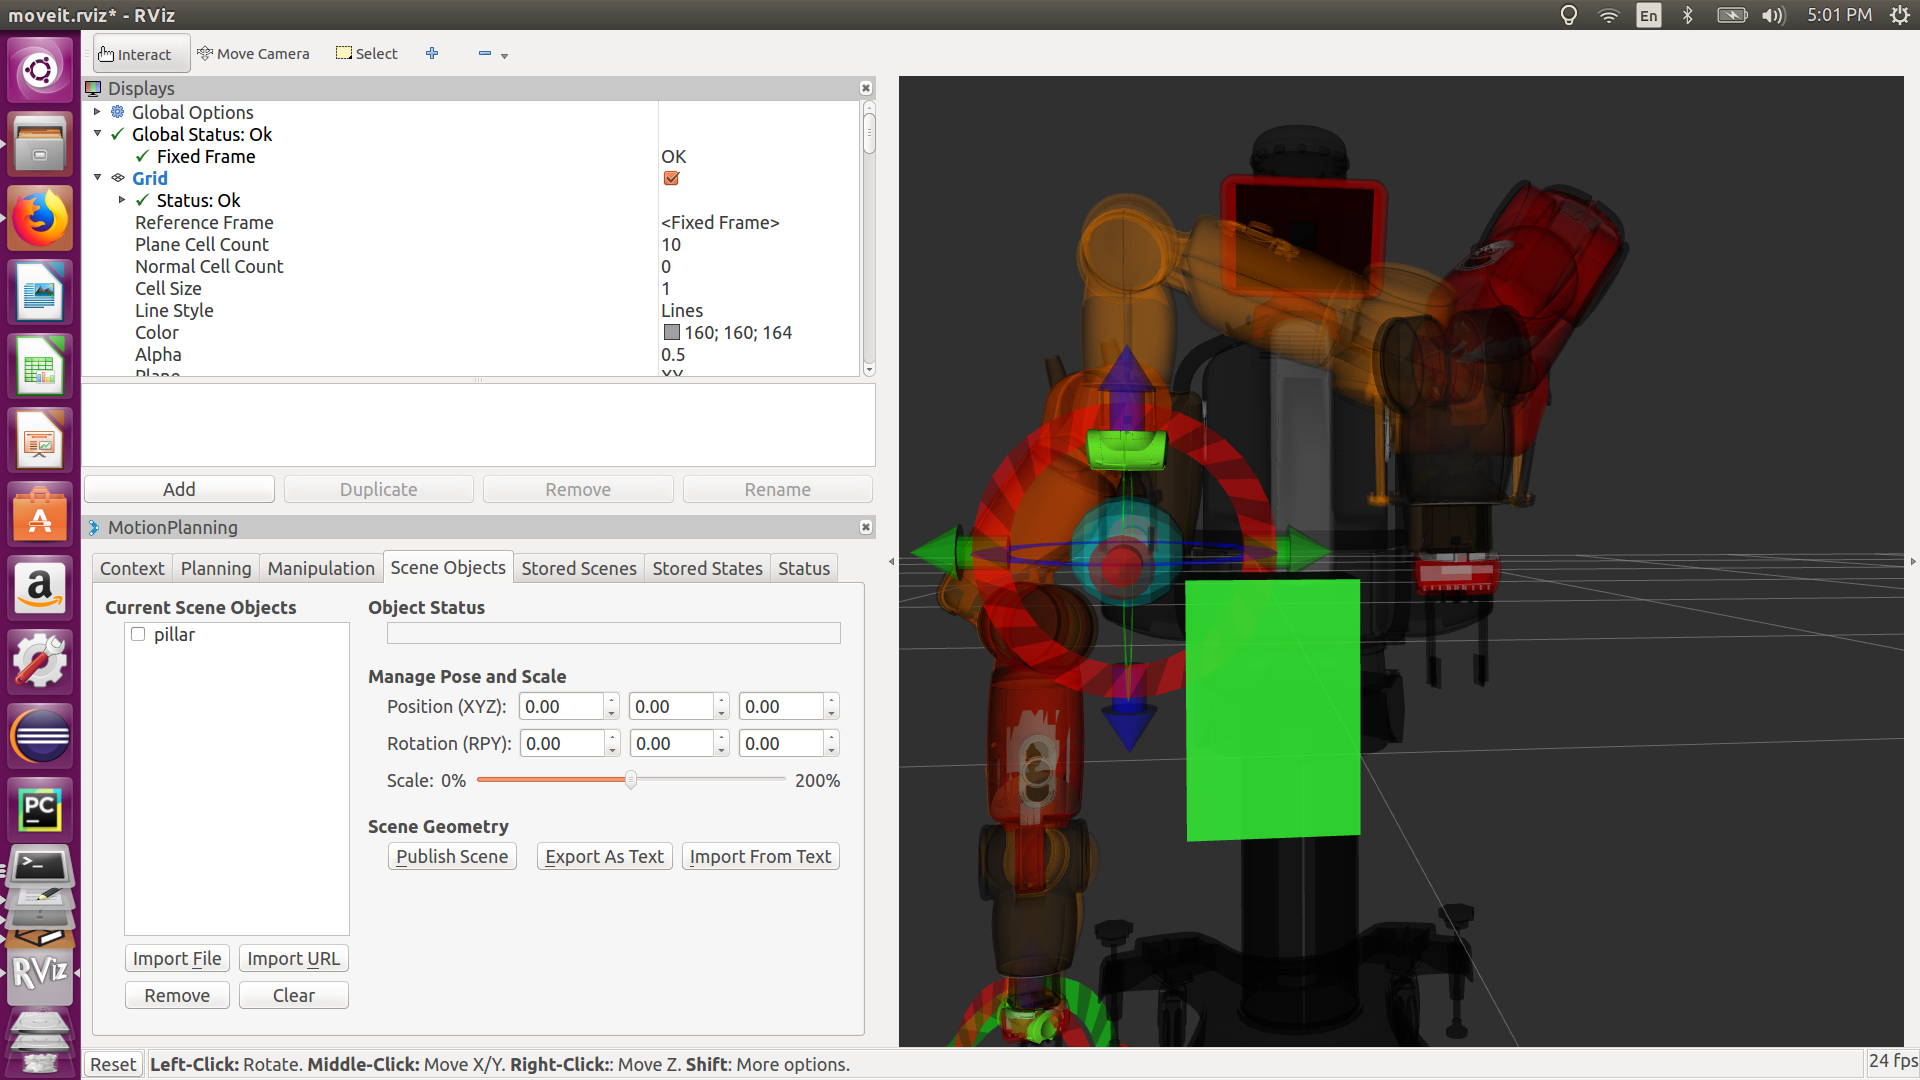 moveit.rviz* - RViz
En
5:01 PM
Interact
Move Camera
Select
Displays
Global Options
Global Status: Ok
Fixed Frame
OK
Grid
Status: Ok
Reference Frame
<Fixed Frame>
Plane Cell Count
10
Normal Cell Count
0
Cell Size
1
Line Style
Lines
Color
160; 160; 164
Alpha
0.5
Plane
XY
Add
Duplicate
Remove
Rename
MotionPlanning
Context
Planning
Manipulation
Scene Objects
Stored Scenes
Stored States
Status
Current Scene Objects
pillar
Object Status
Manage Pose and Scale
Position (XYZ):
0.00
0.00
0.00
Rotation (RPY):
0.00
0.00
0.00
Scale: 0%
200%
Scene Geometry
Publish Scene
Export As Text
Import From Text
Import File
Import URL
Remove
Clear
a
PC
>_
RViz
Reset
Left-Click: Rotate. Middle-Click: Move X/Y. Right-Click:: Move Z. Shift: More options.
24 fps